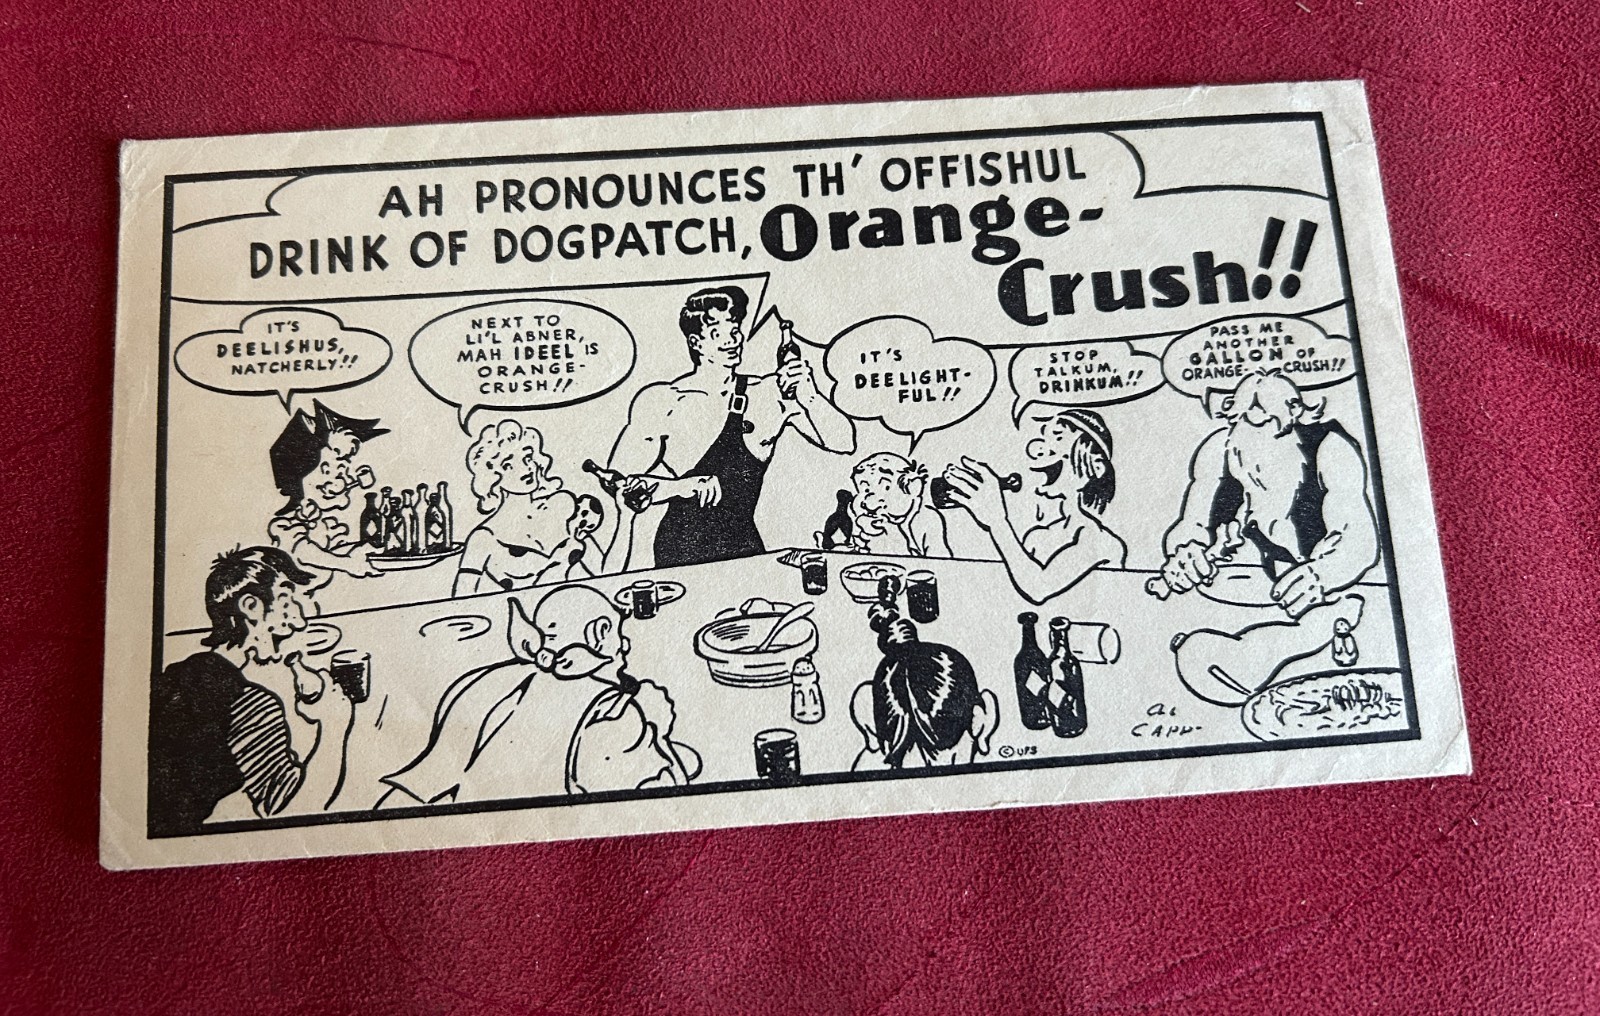 AH PRONOUNCES TH' OFFISHUL
DRINK OF DOGPATCH, Orange-
Crush!!
IT'S
DEELISHUS,
NATCHERLY!!
NEXT TO
LI'L ABNER,
MAH IDEEL IS
ORANGE-
CRUSH!!
IT'S
DEELIGHT-
FUL!!
STOP
TALKUM,
DRINKUM!!
PASS ME
ANOTHER
GALLON OF
ORANGE-CRUSH!!
AL
CAPP-
© UFS